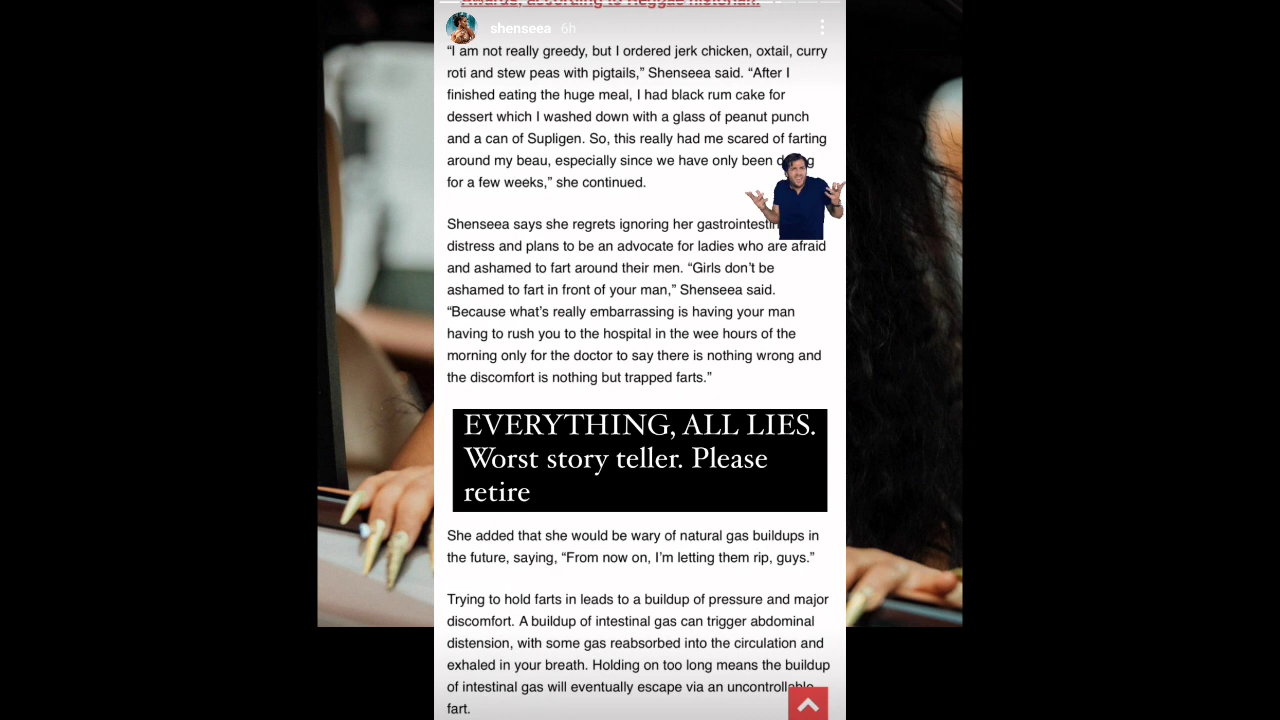 Awards, according to Reggae historian.
shenseea 6h
“I am not really greedy, but I ordered jerk chicken, oxtail, curry
roti and stew peas with pigtails,” Shenseea said. “After I
finished eating the huge meal, I had black rum cake for
dessert which I washed down with a glass of peanut punch
and a can of Supligen. So, this really had me scared of farting
around my beau, especially since we have only been
for a few weeks,” she continued.
Shenseea says she regrets ignoring her
distress and plans to be an advocate for ladies who are afraid
and ashamed to fart around their men. “Girls don’t be
ashamed to fart in front of your man,” Shenseea said.
“Because what’s really embarrassing is having your man
having to rush you to the hospital in the wee hours of the
morning only for the doctor to say there is nothing wrong and
the discomfort is nothing but trapped farts.”
EVERYTHING, ALL LIES.
Worst story teller. Please
retire
She added that she would be wary of natural gas buildups in
the future, saying, “From now on, I’m letting them rip, guys.”
Trying to hold farts in leads to a buildup of pressure and major
discomfort. A buildup of intestinal gas can trigger abdominal
distension, with some gas reabsorbed into the circulation and
exhaled in your breath. Holding on too long means the buildup
of intestinal gas will eventually escape via an uncontrollable
fart.